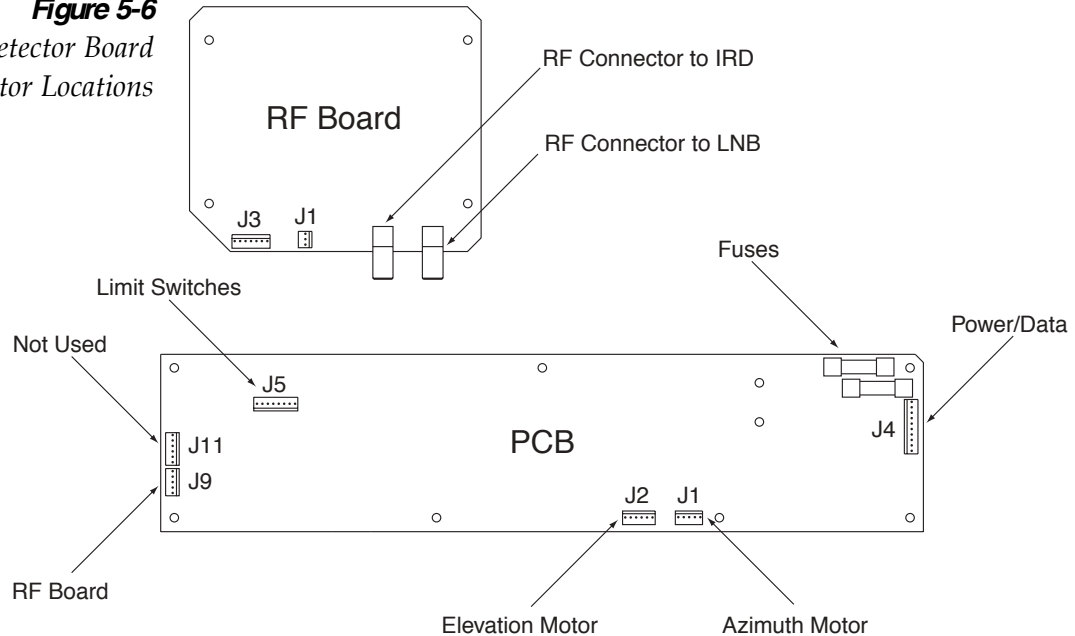 Figure 5-6
etector Board
tor Locations
RF Board
RF Connector to IRD
RF Connector to LNB
J3
J1
Fuses
Limit Switches
Power/Data
Not Used
J5
J4
PCB
J11
J9
J2
J1
RF Board
Elevation Motor
Azimuth Motor